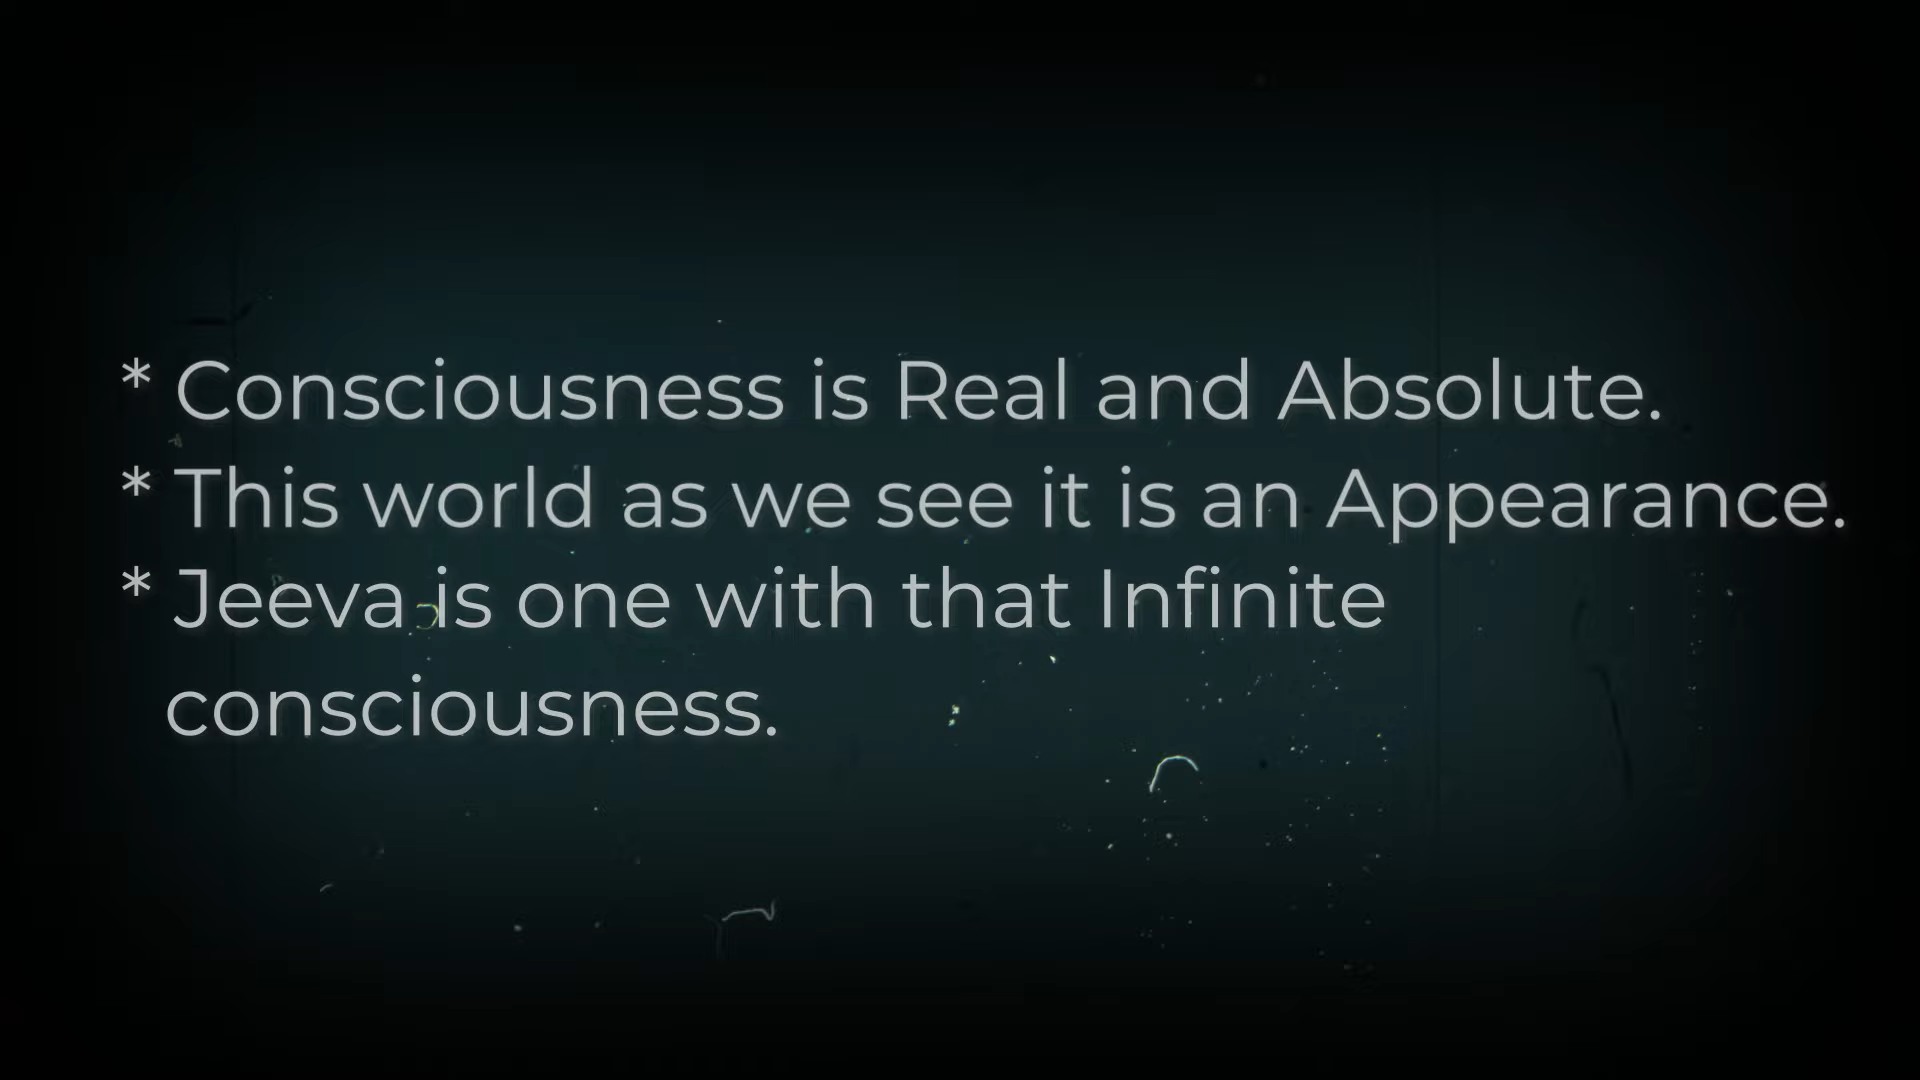 * Consciousness is Real and Absolute.
* This world as we see it is an Appearance.
* Jeeva is one with that Infinite
consciousness.